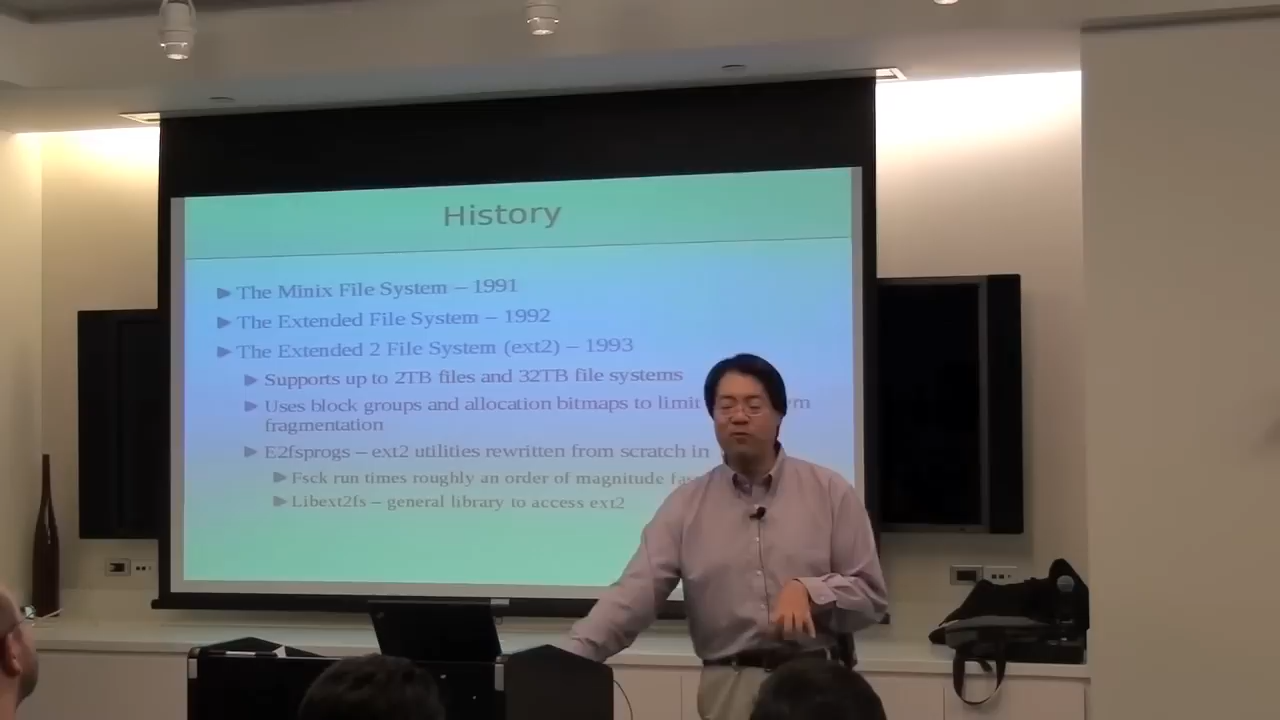 History
The Minix File System – 1991
The Extended File System – 1992
The Extended 2 File System (ext2) – 1993
Supports up to 2TB files and 32TB file systems
Uses block groups and allocation bitmaps to limit
fragmentation
E2fsprogs – ext2 utilities rewritten from scratch in
Fsck run times roughly an order of magnitude
Libext2fs – general library to access ext2